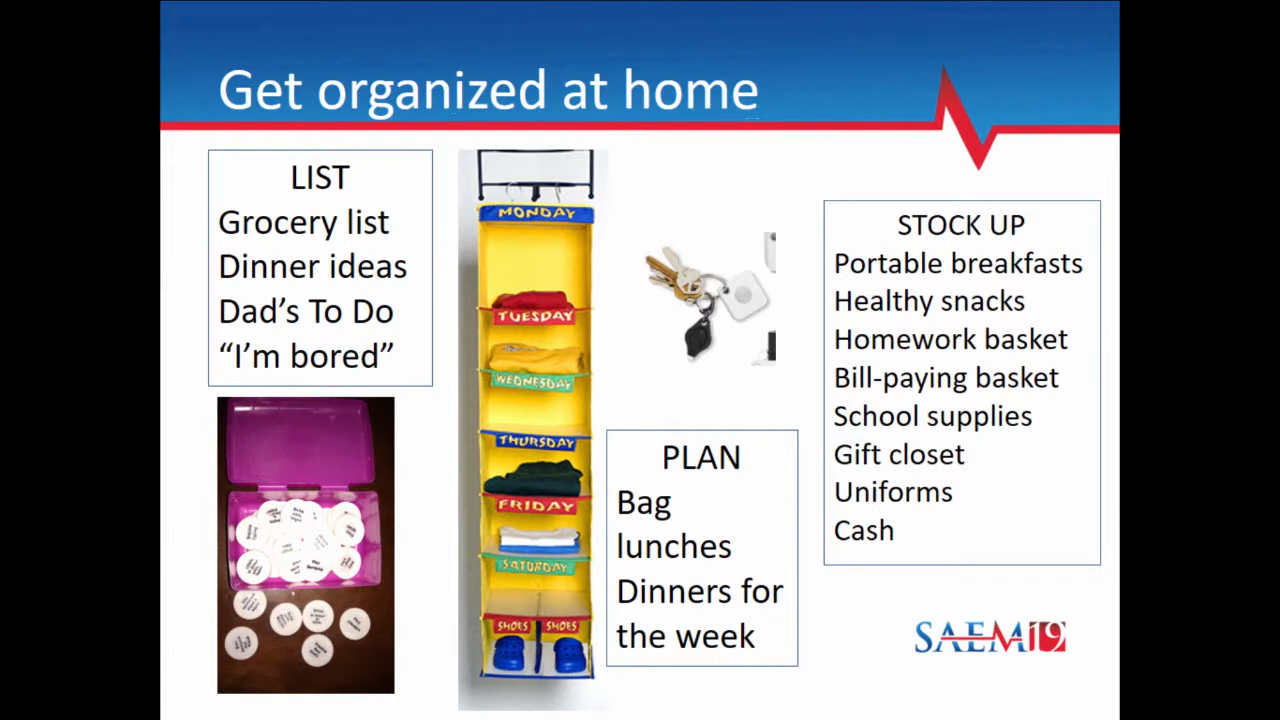 Get organized at home
LIST
Grocery list
Dinner ideas
Dad's To Do
“I'm bored”
MONDAY
TUESDAY
WEDNESDAY
THURSDAY
FRIDAY
SATURDAY
SHOES SHOES
PLAN
Bag
lunches
Dinners for
the week
STOCK UP
Portable breakfasts
Healthy snacks
Homework basket
Bill-paying basket
School supplies
Gift closet
Uniforms
Cash
SAEM19